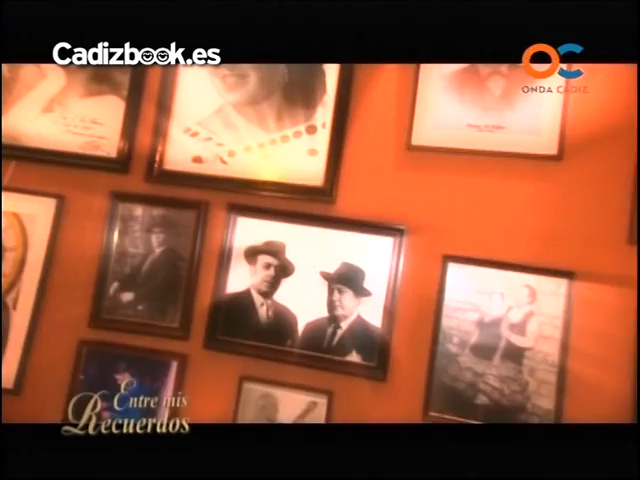 Cadizbook.es
OC
ONDA CADIZ
Entre mis
Recuerdos